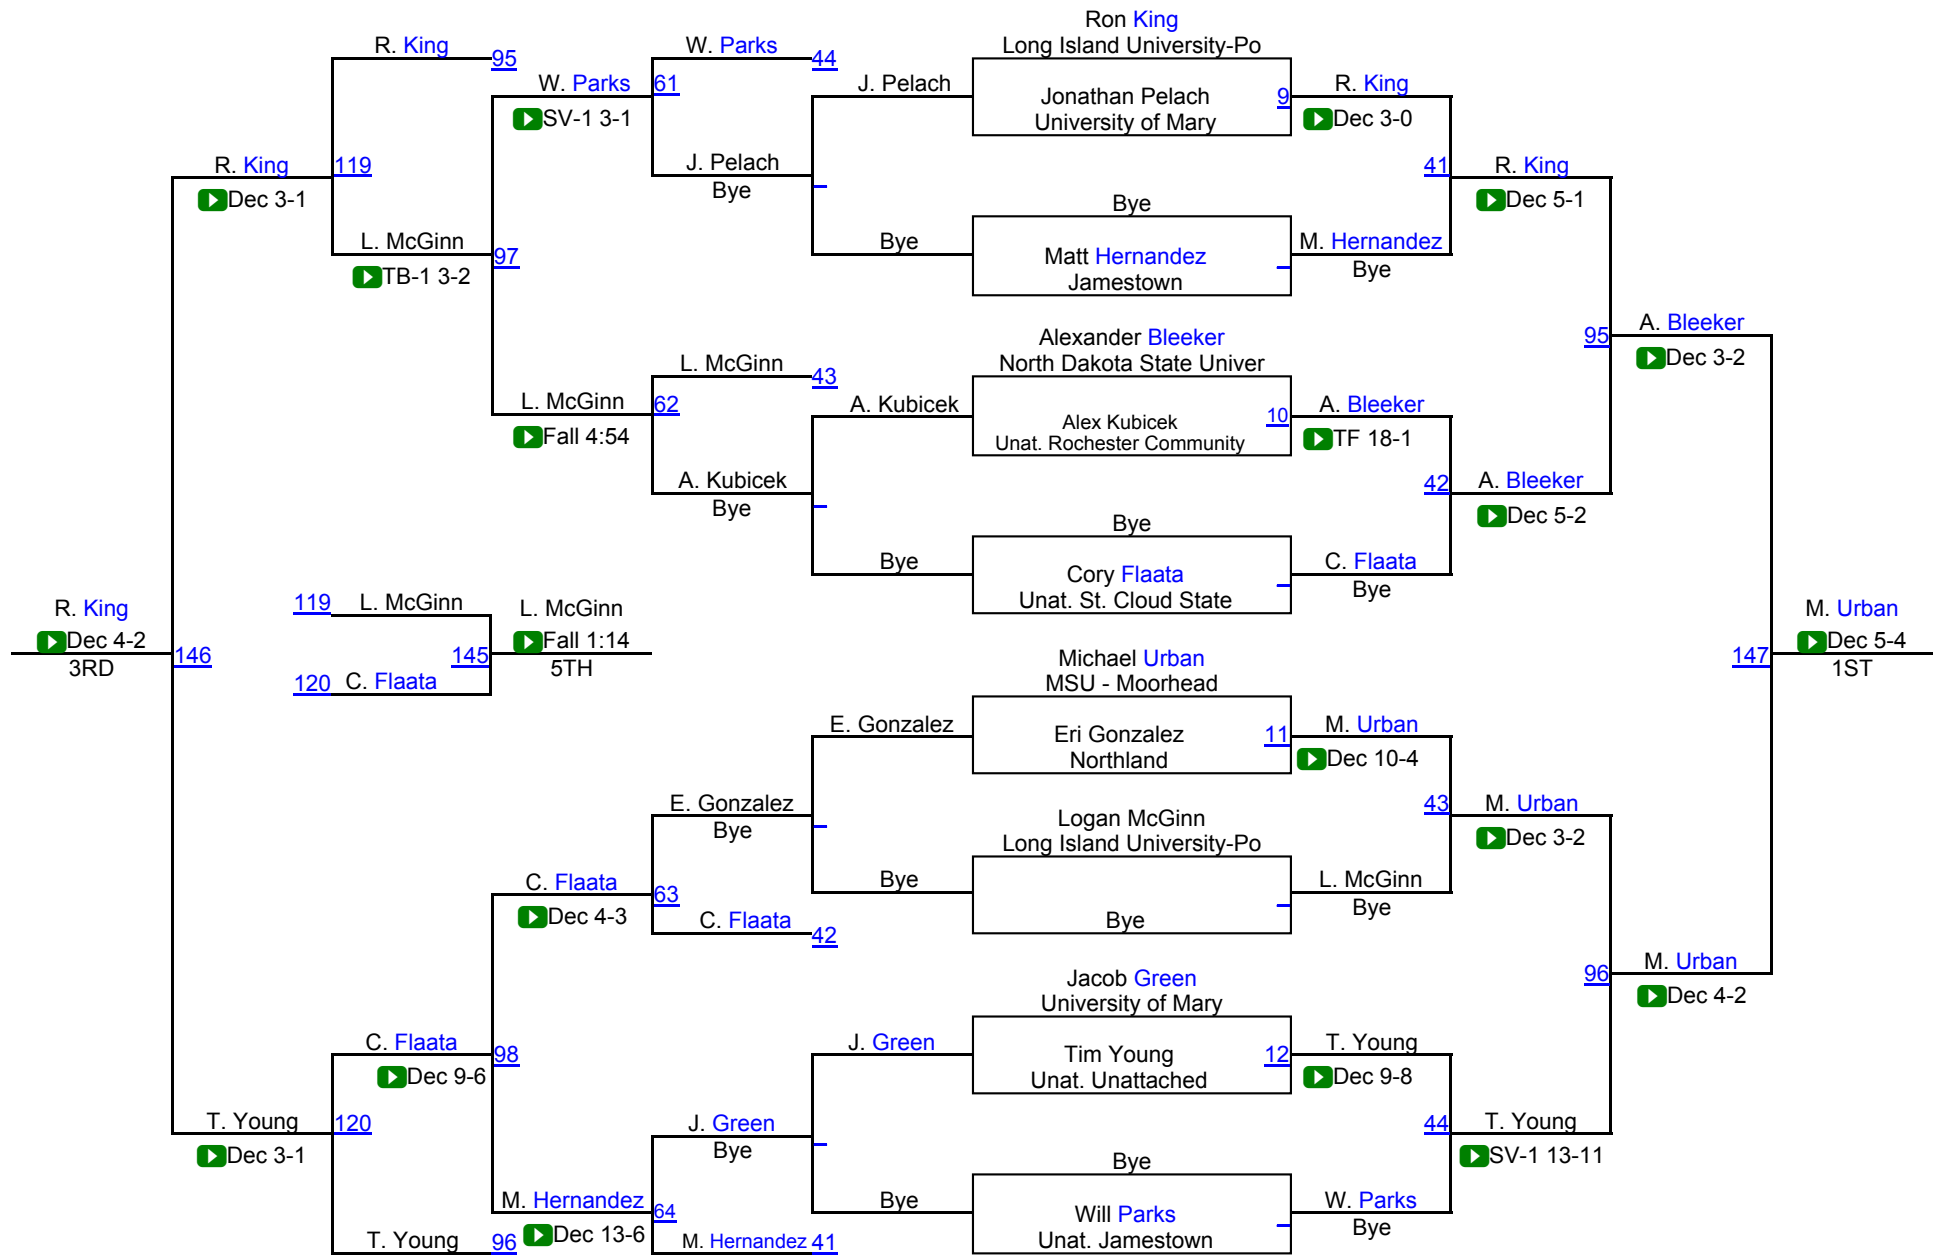 Ron King
Long Island University-Po
R. King
95
W. Parks
44
W. Parks
61
SV-1 3-1
J. Pelach
Jonathan Pelach
University of Mary
9
R. King
Dec 3-0
J. Pelach
Bye
R. King
119
Dec 3-1
41
R. King
Dec 5-1
Bye
L. McGinn
97
TB-1 3-2
Bye
Matt Hernandez
Jamestown
M. Hernandez
Bye
Alexander Bleeker
North Dakota State Univer
95
A. Bleeker
Dec 3-2
L. McGinn
43
L. McGinn
62
Fall 4:54
A. Kubicek
Alex Kubicek
Unat. Rochester Community
10
A. Bleeker
TF 18-1
A. Kubicek
Bye
42
A. Bleeker
Dec 5-2
Bye
Bye
Cory Flaata
Unat. St. Cloud State
C. Flaata
Bye
R. King
Dec 4-2
3RD
146
119
L. McGinn
120
C. Flaata
145
L. McGinn
Fall 1:14
5TH
147
M. Urban
Dec 5-4
1ST
Michael Urban
MSU - Moorhead
E. Gonzalez
Eri Gonzalez
Northland
11
M. Urban
Dec 10-4
E. Gonzalez
Bye
Logan McGinn
Long Island University-Po
43
M. Urban
Dec 3-2
C. Flaata
63
Dec 4-3
Bye
Bye
L. McGinn
Bye
C. Flaata
42
96
M. Urban
Dec 4-2
Jacob Green
University of Mary
C. Flaata
98
Dec 9-6
J. Green
Tim Young
Unat. Unattached
12
T. Young
Dec 9-8
T. Young
120
Dec 3-1
J. Green
Bye
44
T. Young
SV-1 13-11
Bye
M. Hernandez
64
Dec 13-6
Bye
Will Parks
Unat. Jamestown
W. Parks
Bye
T. Young
96
M. Hernandez
41